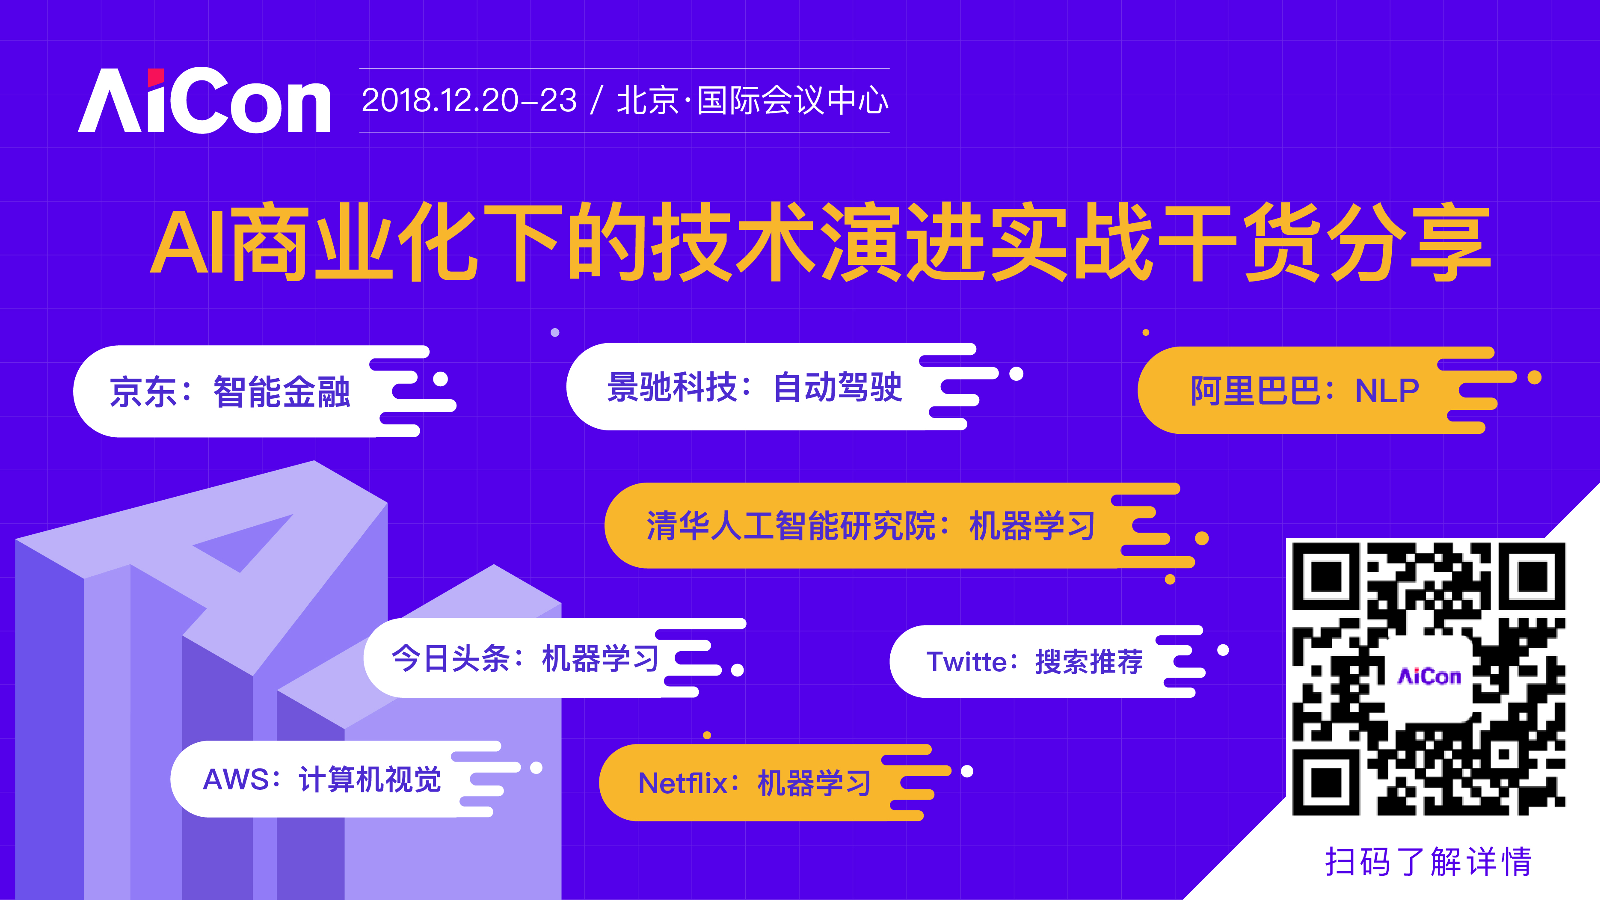 AiCon
2018.12.20-23 / 北京·国际会议中心
AI商业化下的技术演进实战干货分享
京东：智能金融
景驰科技：自动驾驶
阿里巴巴：NLP
清华人工智能研究院：机器学习
今日头条：机器学习
Twitte：搜索推荐
AWS：计算机视觉
Netflix：机器学习
AiCon
扫码了解详情